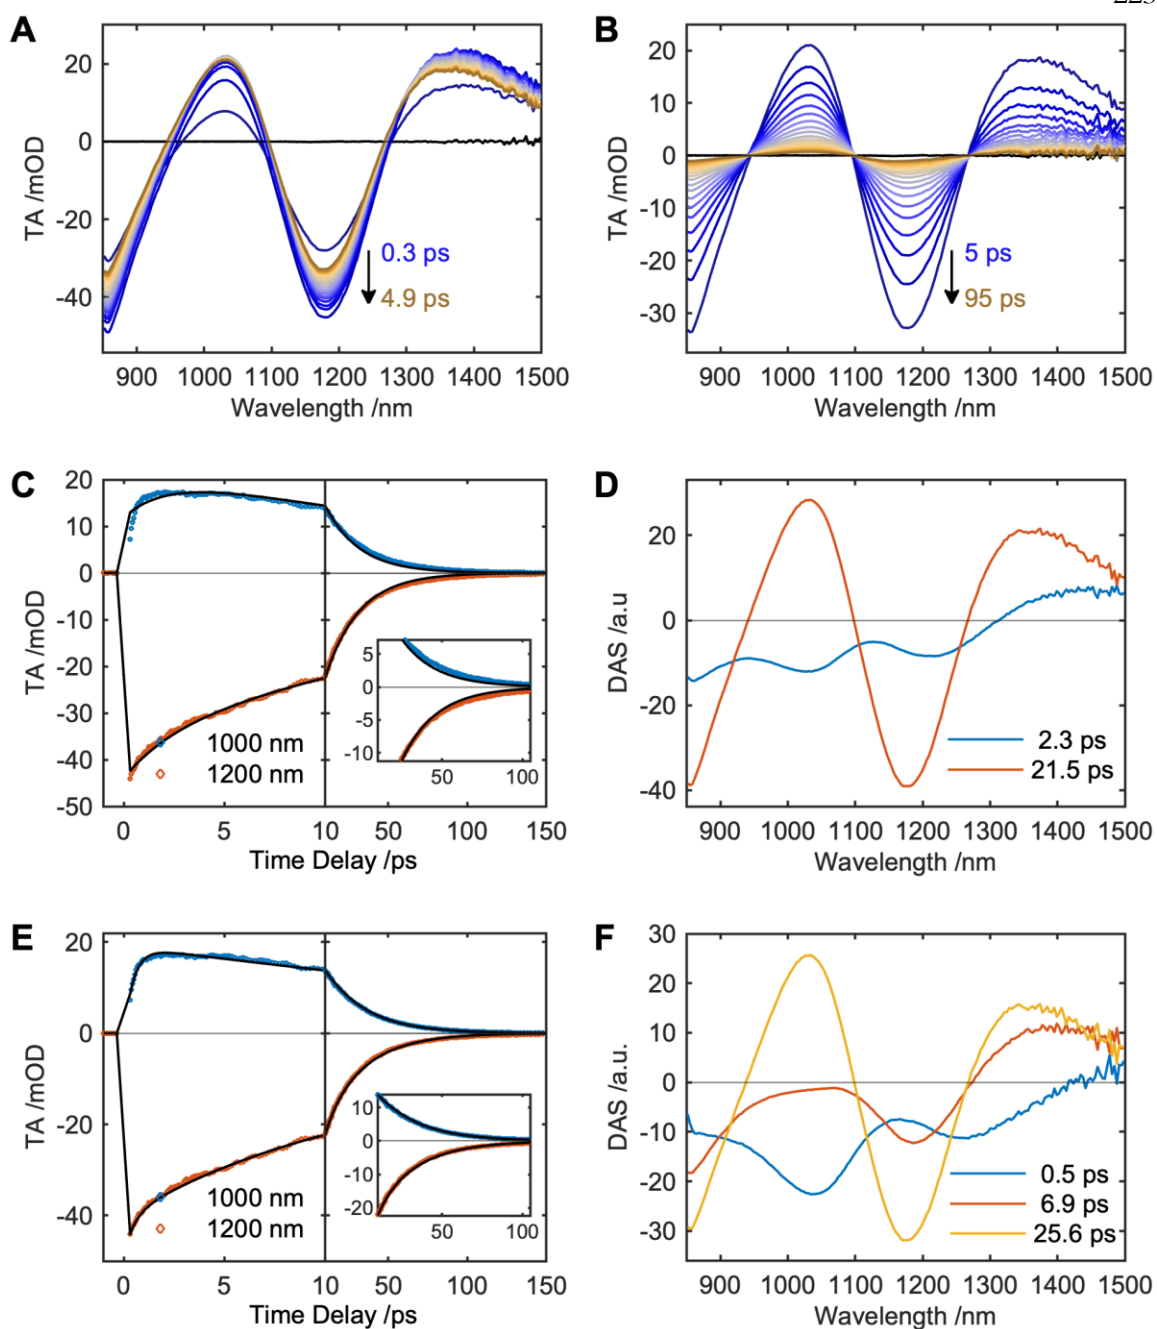 A
B
TA /mOD
20
0
-20
-40
0.3 ps
4.9 ps
900 1000 1100 1200 1300 1400 1500
Wavelength /nm
TA /mOD
20
10
0
-10
-20
-30
5 ps
95 ps
900 1000 1100 1200 1300 1400 1500
Wavelength /nm
C
D
TA /mOD
20
10
0
-10
-20
-30
-40
-50
1000 nm
1200 nm
5
0
-5
-10
50 100
0 5 10 50 100 150
Time Delay /ps
DAS /a.u
20
0
-20
-40
2.3 ps
21.5 ps
900 1000 1100 1200 1300 1400 1500
Wavelength /nm
E
F
TA /mOD
20
0
-20
-40
1000 nm
1200 nm
10
0
-10
-20
50 100
0 5 10 50 100 150
Time Delay /ps
DAS /a.u.
30
20
10
0
-10
-20
-30
0.5 ps
6.9 ps
25.6 ps
900 1000 1100 1200 1300 1400 1500
Wavelength /nm